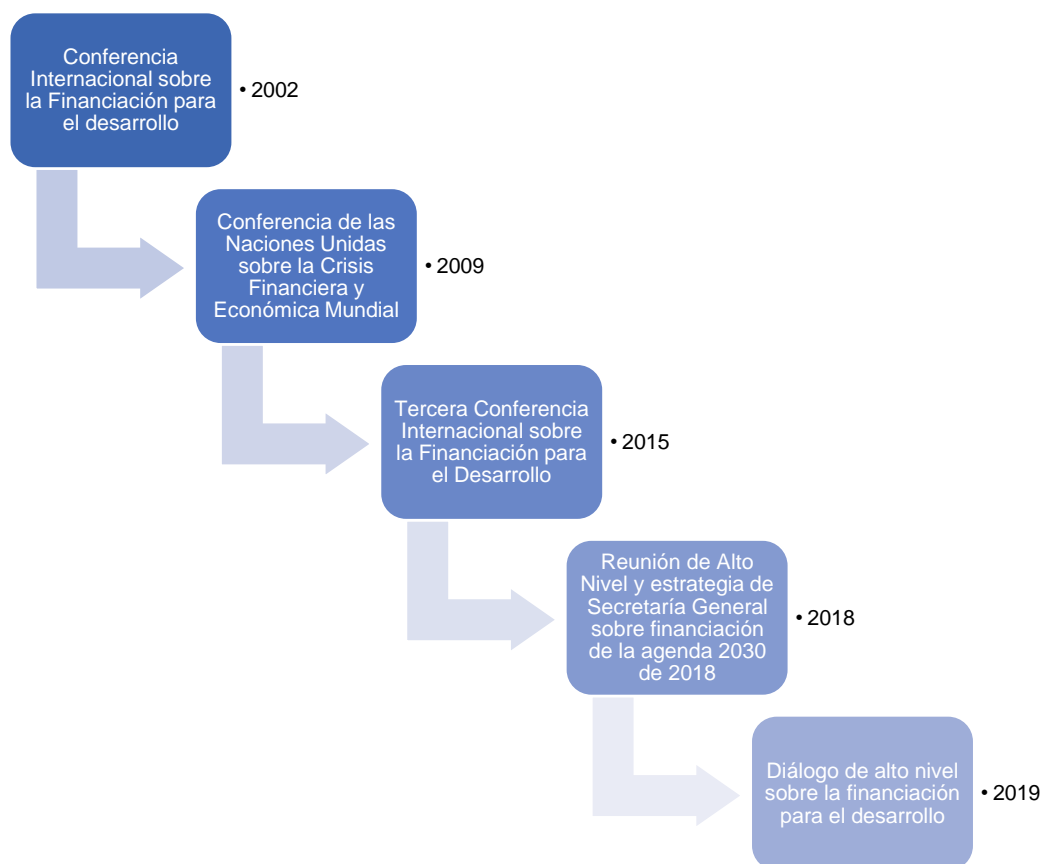 Conferencia
Internacional sobre
la Financiación para
el desarrollo
• 2002
Conferencia de las
Naciones Unidas
sobre la Crisis
Financiera y
Económica Mundial
• 2009
Tercera Conferencia
Internacional sobre
la Financiación para
el Desarrollo
• 2015
Reunión de Alto
Nivel y estrategia de
Secretaría General
sobre financiación
de la agenda 2030
de 2018
• 2018
Diálogo de alto nivel
sobre la financiación
para el desarrollo
• 2019